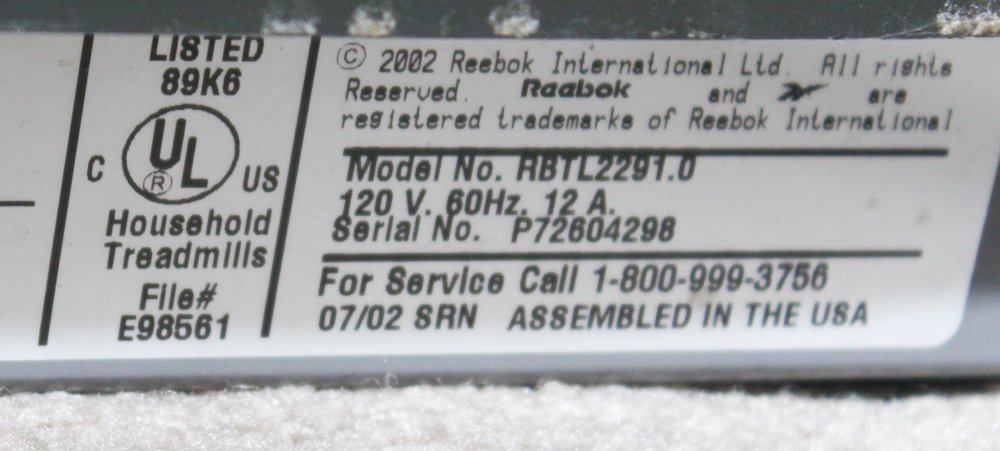 LISTED
89K6
C UL US
®
Household
Treadmills
File#
E98561
© 2002 Reebok International Ltd. All rights
Reserved. Reebok and are
registered trademarks of Reebok International
Model No. RBTL2291.0
120 V. 60Hz, 12 A.
Serial No. P72604298
For Service Call 1-800-999-3756
07/02 SRN ASSEMBLED IN THE USA